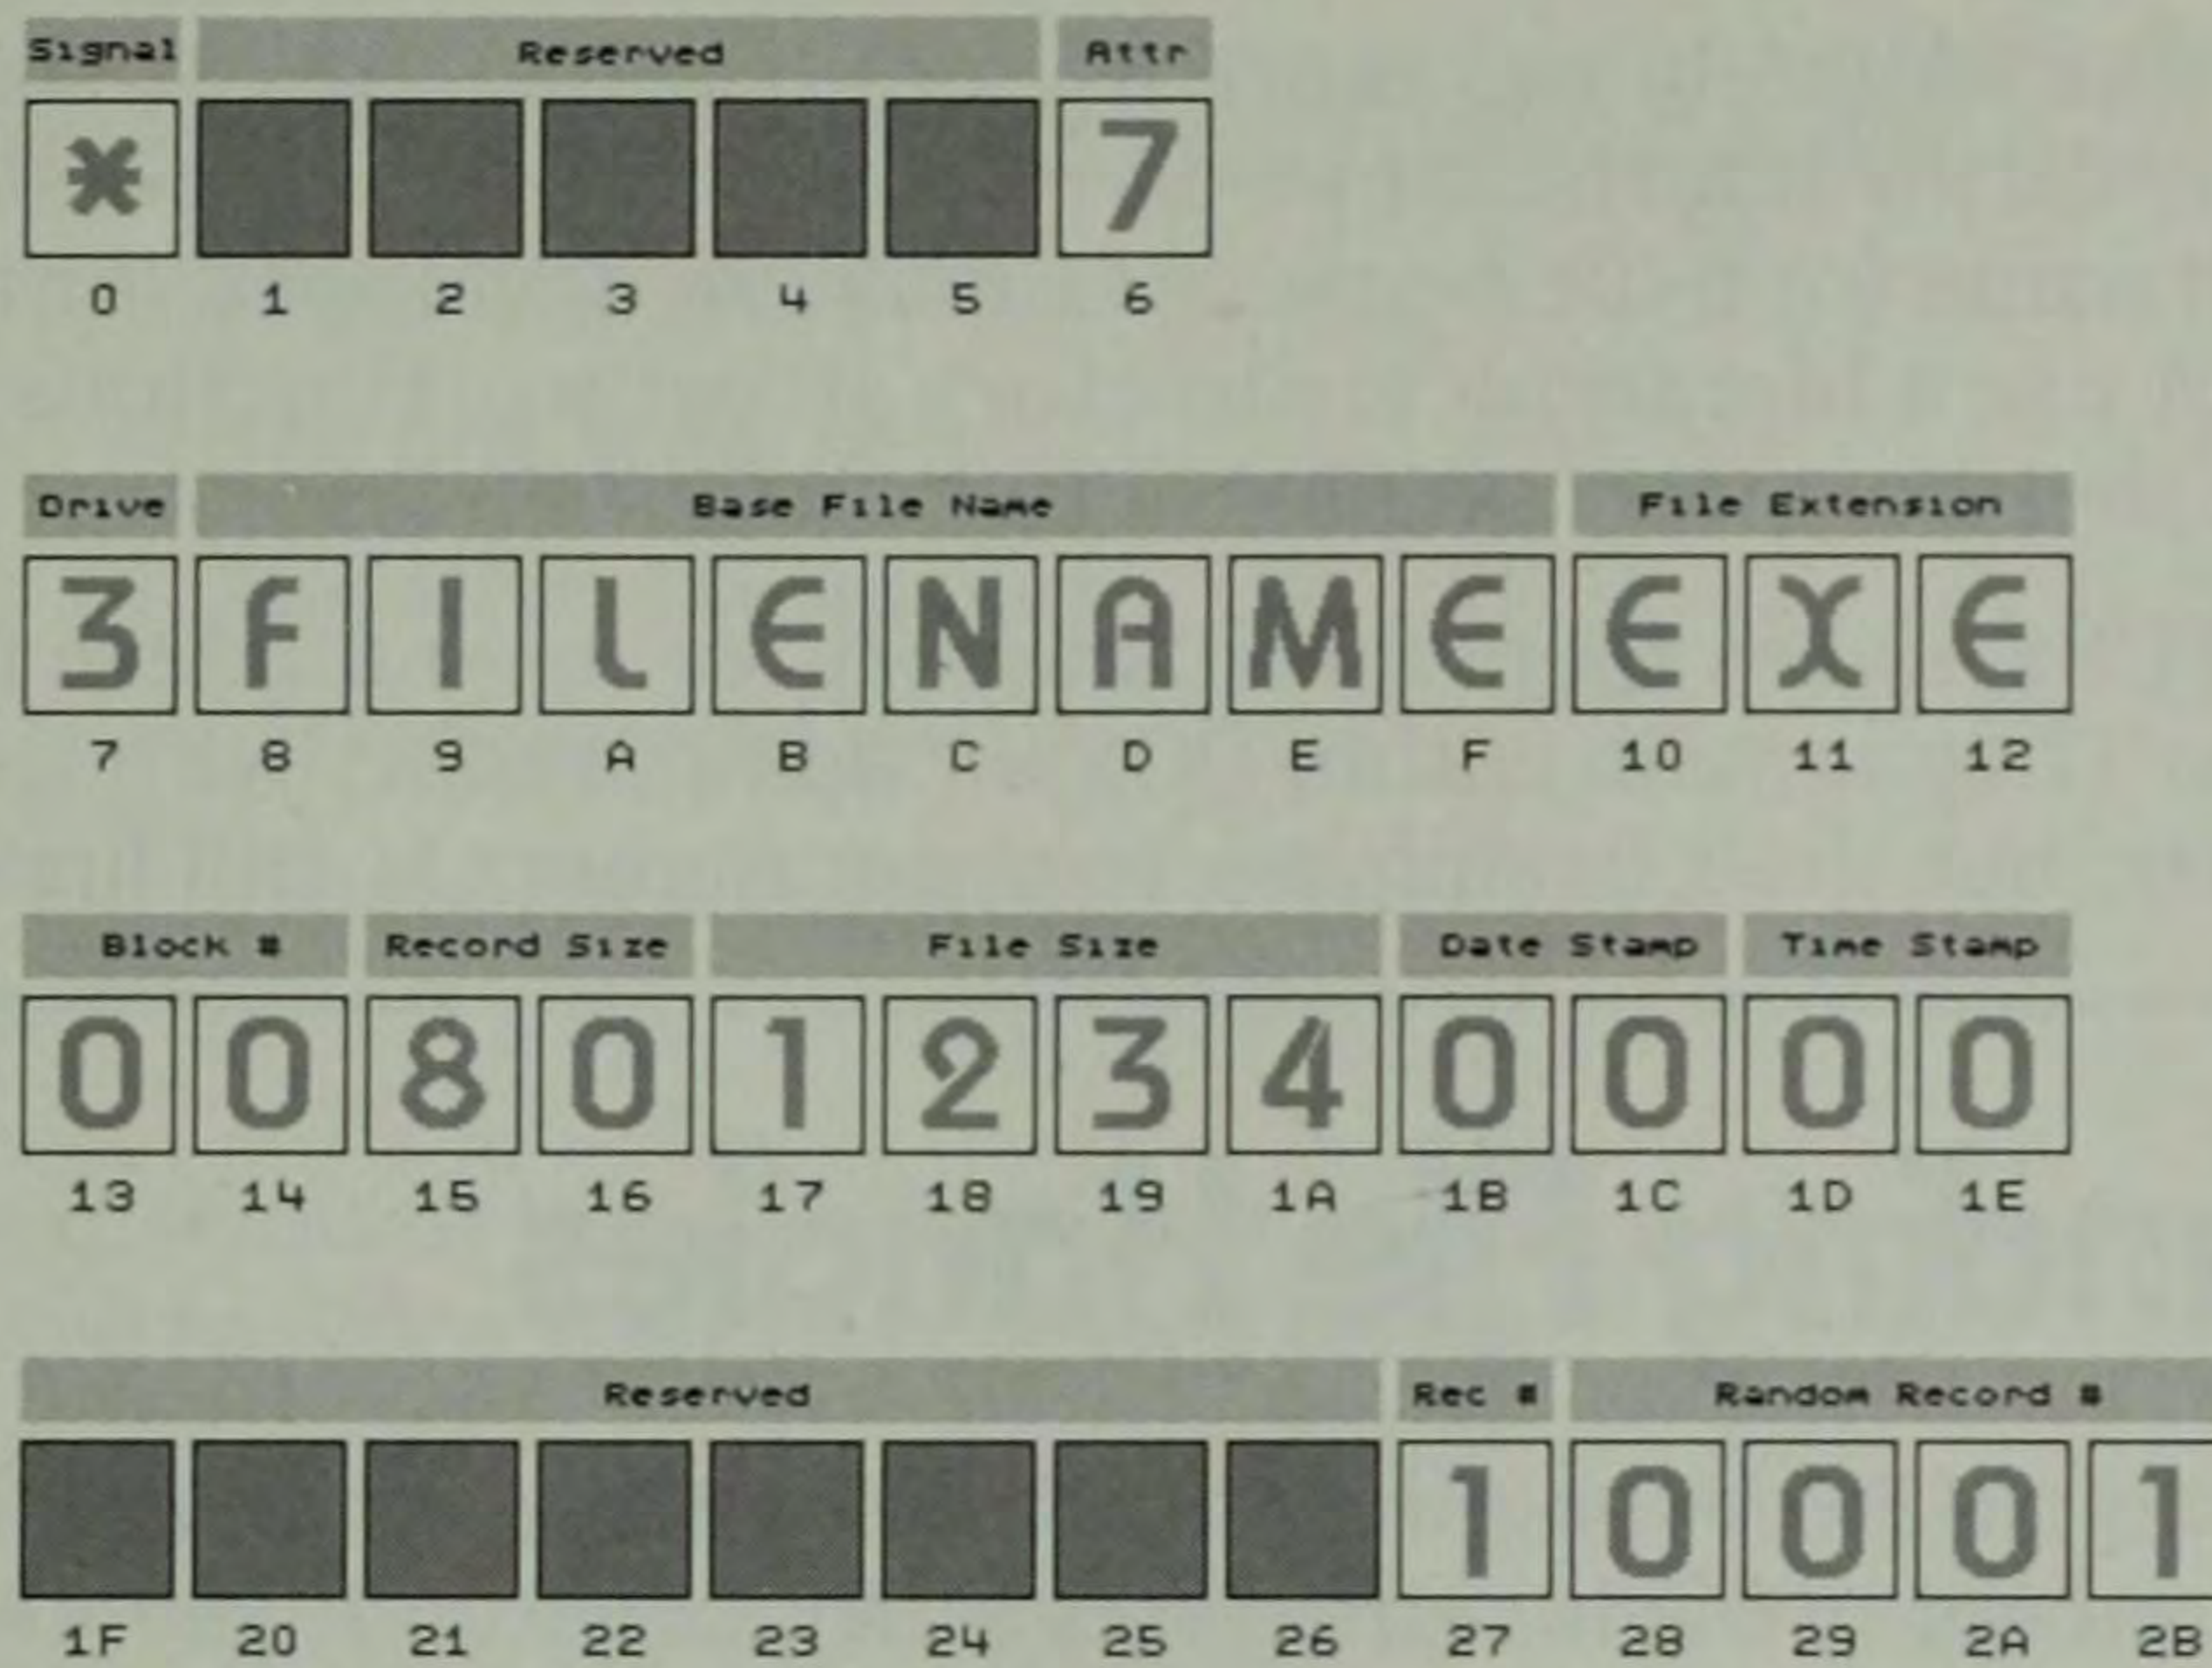 Signal Reserved Attr
* 7
0 1 2 3 4 5 6
Drive Base File Name File Extension
3 F I L E N A M E E X E
7 8 9 A B C D E F 10 11 12
Block # Record Size File Size Date Stamp Time Stamp
0 0 8 0 1 2 3 4 0 0 0 0
13 14 15 16 17 18 19 1A 1B 1C 1D 1E
Reserved Rec # Random Record #
1 0 0 0 1
1F 20 21 22 23 24 25 26 27 28 29 2A 2B